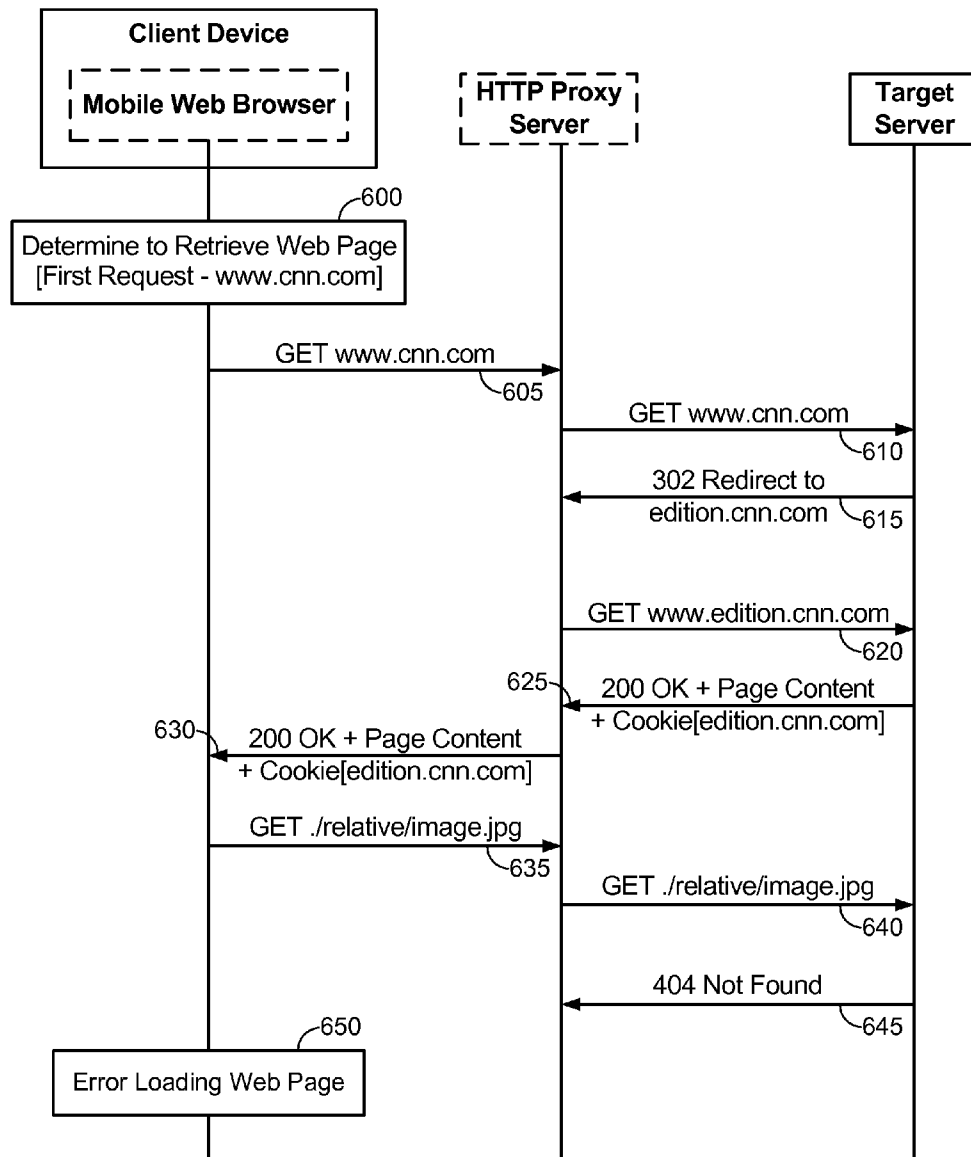 Client Device
Mobile Web Browser
HTTP Proxy
Server
Target
Server
600
Determine to Retrieve Web Page
[First Request - www.cnn.com]
GET www.cnn.com
605
GET www.cnn.com
610
302 Redirect to
edition.cnn.com
615
GET www.edition.cnn.com
620
625
200 OK + Page Content
+ Cookie[edition.cnn.com]
630
200 OK + Page Content
+ Cookie[edition.cnn.com]
GET ./relative/image.jpg
635
GET ./relative/image.jpg
640
404 Not Found
645
650
Error Loading Web Page